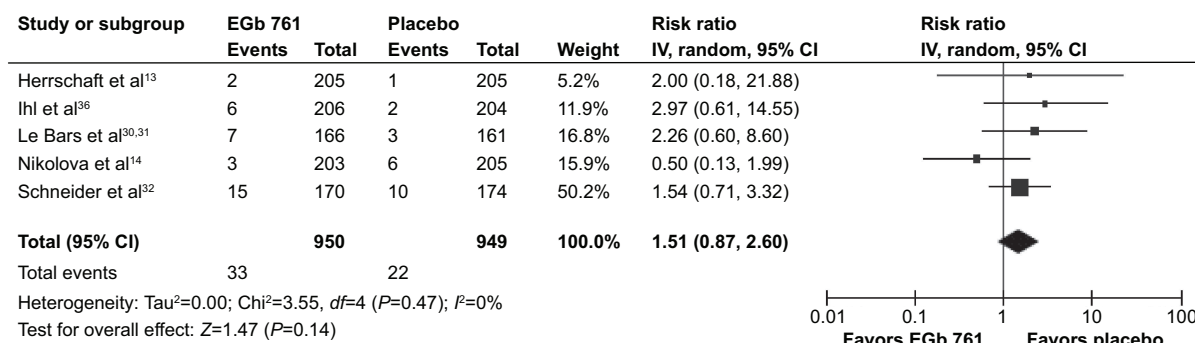 Study or subgroup EGb 761 Placebo Risk ratio Risk ratio
Events Total Events Total Weight IV, random, 95% CI IV, random, 95% CI
Herrschaft et al¹³ 2 205 1 205 5.2% 2.00 (0.18, 21.88)
Ihl et al³⁶ 6 206 2 204 11.9% 2.97 (0.61, 14.55)
Le Bars et al³⁰,³¹ 7 166 3 161 16.8% 2.26 (0.60, 8.60)
Nikolova et al¹⁴ 3 203 6 205 15.9% 0.50 (0.13, 1.99)
Schneider et al³² 15 170 10 174 50.2% 1.54 (0.71, 3.32)
Total (95% CI) 950 949 100.0% 1.51 (0.87, 2.60)
Total events 33 22
Heterogeneity: Tau²=0.00; Chi²=3.55, df=4 (P=0.47); I²=0%
Test for overall effect: Z=1.47 (P=0.14)
0.01 0.1 1 10 100
Favors EGb 761 Favors placebo